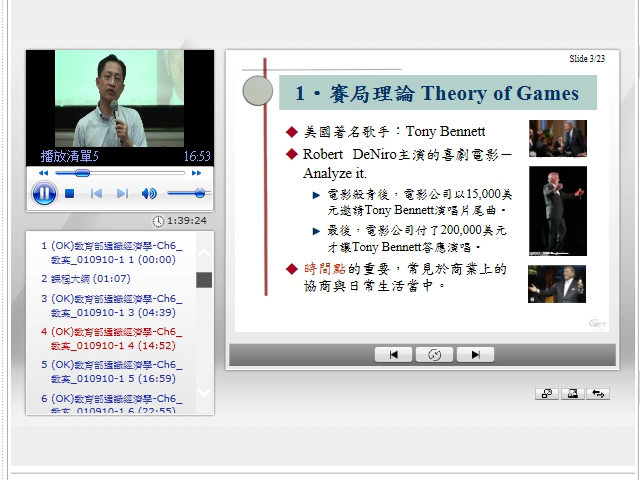 播放清單5
16:53
1:39:24
1 (OK)教育部通識經濟學-Ch6_
教案_010910-1 1 (00:00)
2 課程大綱 (01:07)
3 (OK)教育部通識經濟學-Ch6_
教案_010910-1 3 (04:39)
4 (OK)教育部通識經濟學-Ch6_
教案_010910-1 4 (14:52)
5 (OK)教育部通識經濟學-Ch6_
教案_010910-1 5 (16:59)
6 (OK)教育部通識經濟學-Ch6_
教案_010910-1 6 (22:55)
Slide 3/23
1‧賽局理論 Theory of Games
美國著名歌手：Tony Bennett
Robert DeNiro主演的喜劇電影－
Analyze it.
電影殺青後，電影公司以15,000美
元邀請Tony Bennett演唱片尾曲。
最後，電影公司付了200,000美元
才讓Tony Bennett答應演唱。
時間點的重要，常見於商業上的
協商與日常生活當中。